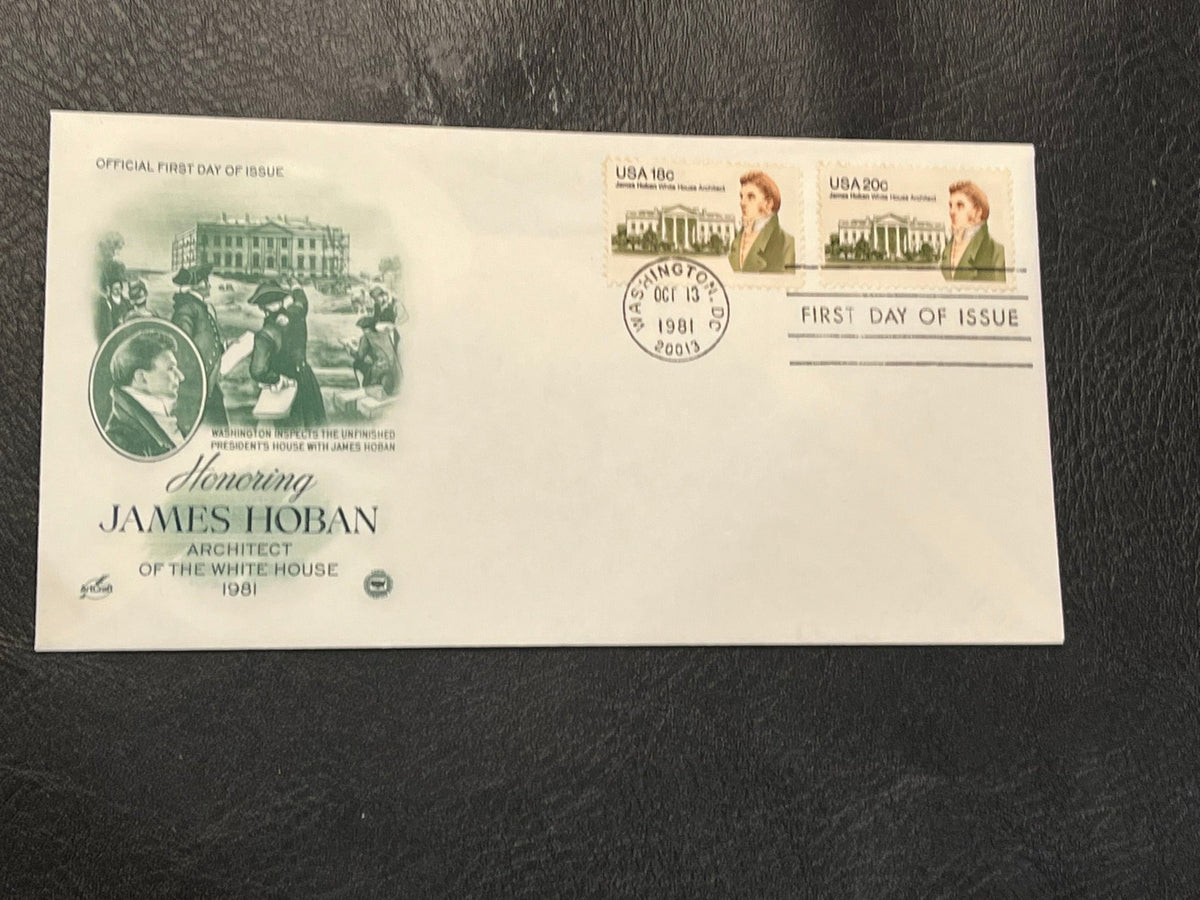 OFFICIAL FIRST DAY OF ISSUE
USA 18c
James Hoban White House Architect
USA 20c
James Hoban White House Architect
WASHINGTON, DC
OCT 13
1981
20013
FIRST DAY OF ISSUE
WASHINGTON INSPECTS THE UNFINISHED
PRESIDENT'S HOUSE WITH JAMES HOBAN
Honoring
JAMES HOBAN
ARCHITECT
OF THE WHITE HOUSE
1981
ArtCraft